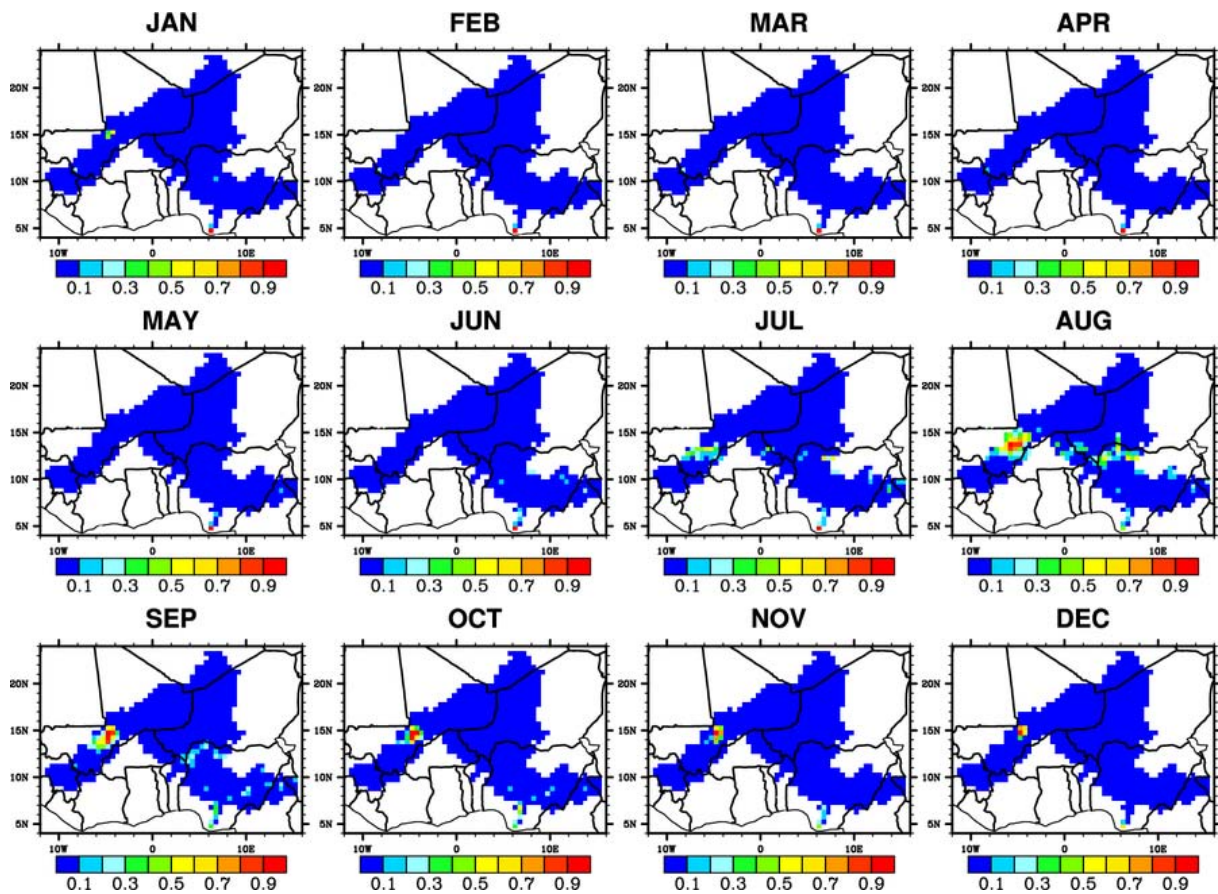 JAN FEB MAR APR
20N 20N 20N 20N
15N 15N 15N 15N
10N 10N 10N 10N
5N 5N 5N 5N
10W 0 10E 10W 0 10E 10W 0 10E 10W 0 10E
0.1 0.3 0.5 0.7 0.9 0.1 0.3 0.5 0.7 0.9 0.1 0.3 0.5 0.7 0.9 0.1 0.3 0.5 0.7 0.9
MAY JUN JUL AUG
20N 20N 20N 20N
15N 15N 15N 15N
10N 10N 10N 10N
5N 5N 5N 5N
10W 0 10E 10W 0 10E 10W 0 10E 10W 0 10E
0.1 0.3 0.5 0.7 0.9 0.1 0.3 0.5 0.7 0.9 0.1 0.3 0.5 0.7 0.9 0.1 0.3 0.5 0.7 0.9
SEP OCT NOV DEC
20N 20N 20N 20N
15N 15N 15N 15N
10N 10N 10N 10N
5N 5N 5N 5N
10W 0 10E 10W 0 10E 10W 0 10E 10W 0 10E
0.1 0.3 0.5 0.7 0.9 0.1 0.3 0.5 0.7 0.9 0.1 0.3 0.5 0.7 0.9 0.1 0.3 0.5 0.7 0.9